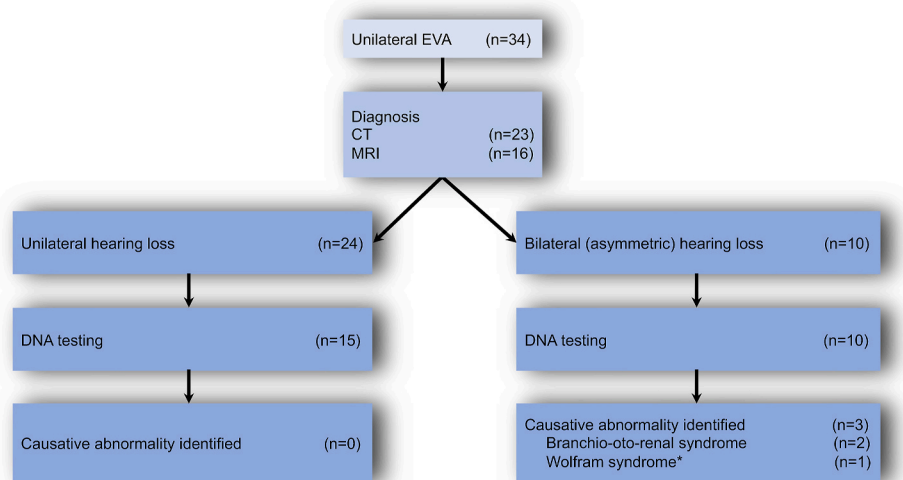 Unilateral EVA (n=34)
Diagnosis
CT (n=23)
MRI (n=16)
Unilateral hearing loss (n=24)
Bilateral (asymmetric) hearing loss (n=10)
DNA testing (n=15)
DNA testing (n=10)
Causative abnormality identified (n=0)
Causative abnormality identified (n=3)
Branchio-oto-renal syndrome (n=2)
Wolfram syndrome* (n=1)